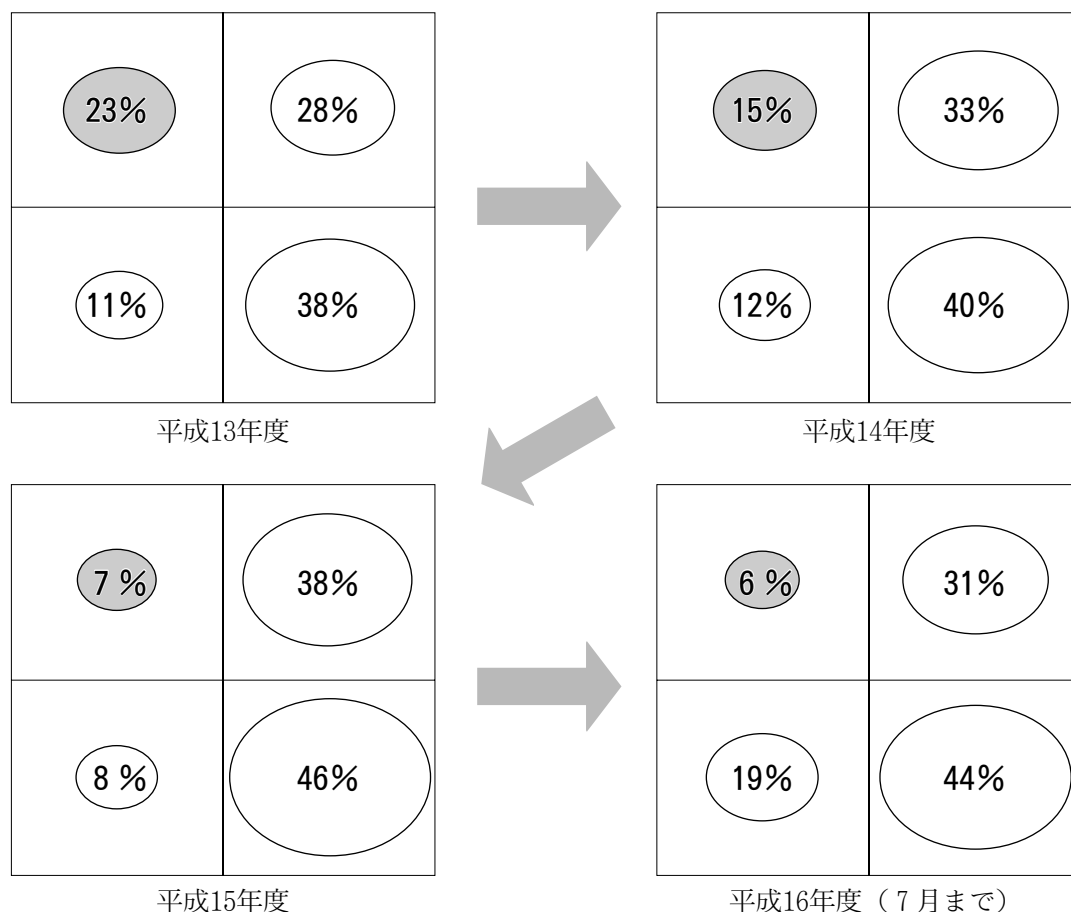 23% 28%
11% 38%
平成13年度
15% 33%
12% 40%
平成14年度
7% 38%
8% 46%
平成15年度
6% 31%
19% 44%
平成16年度(7月まで)